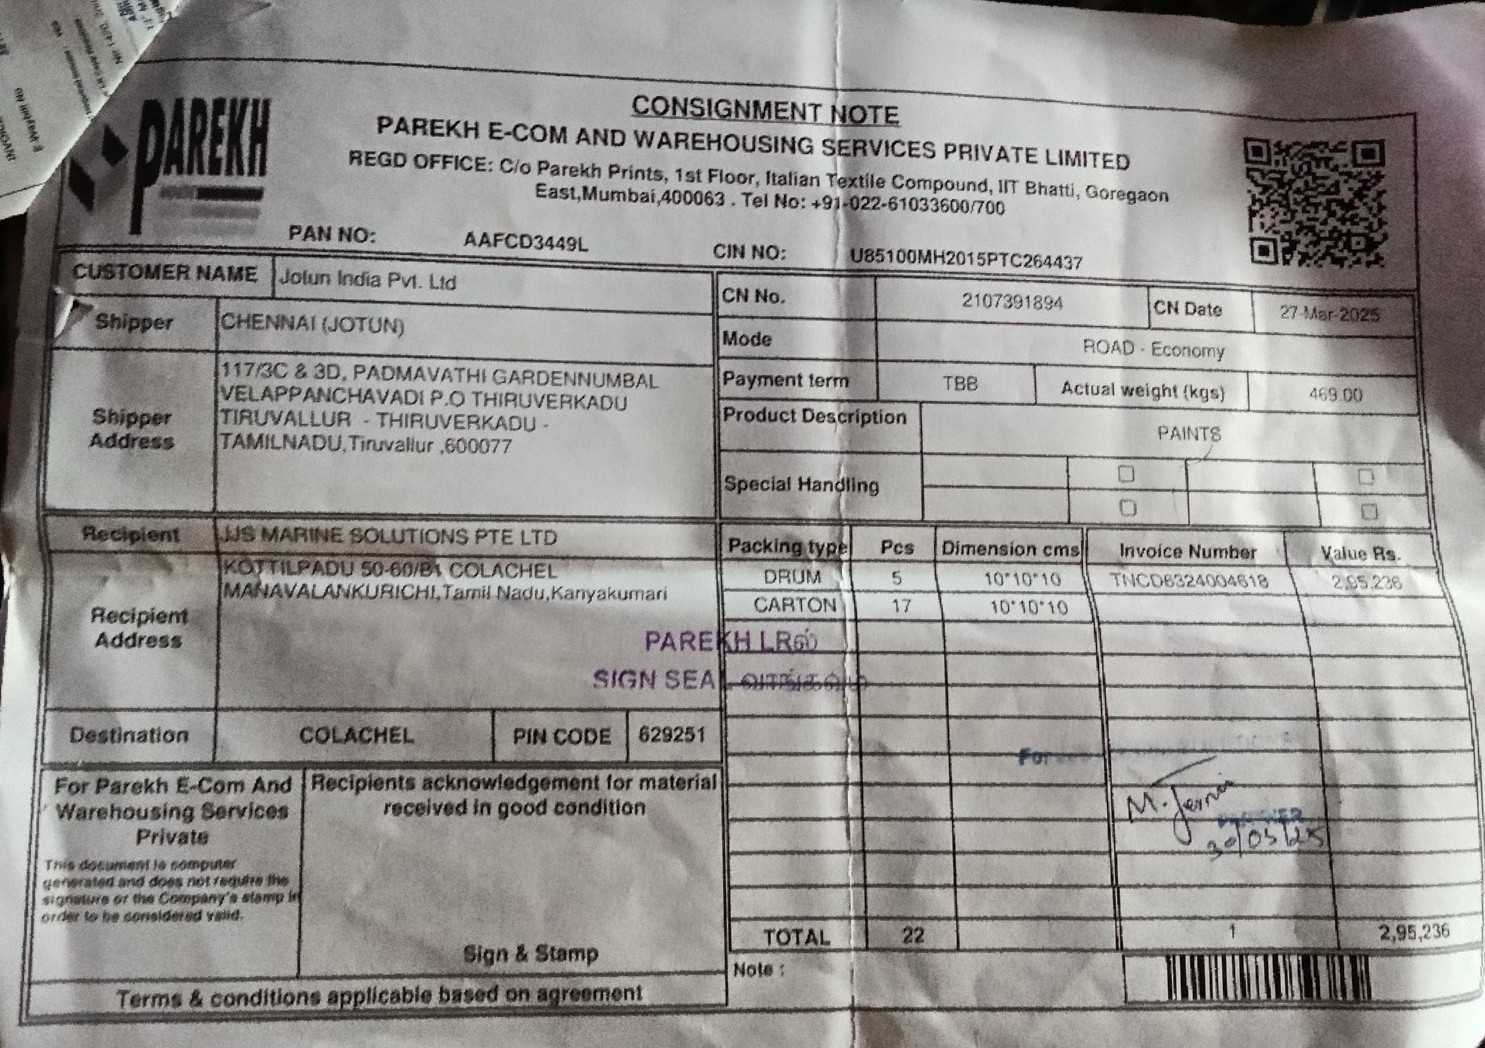 PAREKH
CONSIGNMENT NOTE
PAREKH E-COM AND WAREHOUSING SERVICES PRIVATE LIMITED
REGD OFFICE: C/o Parekh Prints, 1st Floor, Italian Textile Compound, IIT Bhatti, Goregaon
East,Mumbai,400063 . Tel No: +91-022-61033600/700
PAN NO: AAFCD3449L CIN NO: U85100MH2015PTC264437
CUSTOMER NAME Jotun India Pvt. Ltd
Shipper CHENNAI (JOTUN)
Shipper Address
117/3C & 3D, PADMAVATHI GARDENNUMBAL
VELAPPANCHAVADI P.O THIRUVERKADU
TIRUVALLUR - THIRUVERKADU -
TAMILNADU,Tiruvallur ,600077
CN No. 2107391894 CN Date 27-Mar-2025
Mode ROAD - Economy
Payment term TBB Actual weight (kgs) 469.00
Product Description PAINTS
Special Handling
Recipient JJS MARINE SOLUTIONS PTE LTD
Recipient Address
KOTTILPADU 50-60/B1 COLACHEL
MANAVALANKURICHI,Tamil Nadu,Kanyakumari
PAREKH LRல்
SIGN SEAL வாங்கவும்
Destination COLACHEL PIN CODE 629251
Packing type Pcs Dimension cms Invoice Number Value Rs.
DRUM 5 10*10*10 TNCD6324004618 2,95,236
CARTON 17 10*10*10
For
M.
30/03/25
TOTAL 22 1 2,95,236
Note :
For Parekh E-Com And
Warehousing Services
Private
This document is computer
generated and does not require the
signature or the Company's stamp in
order to be considered valid.
Recipients acknowledgement for material
received in good condition
Sign & Stamp
Terms & conditions applicable based on agreement